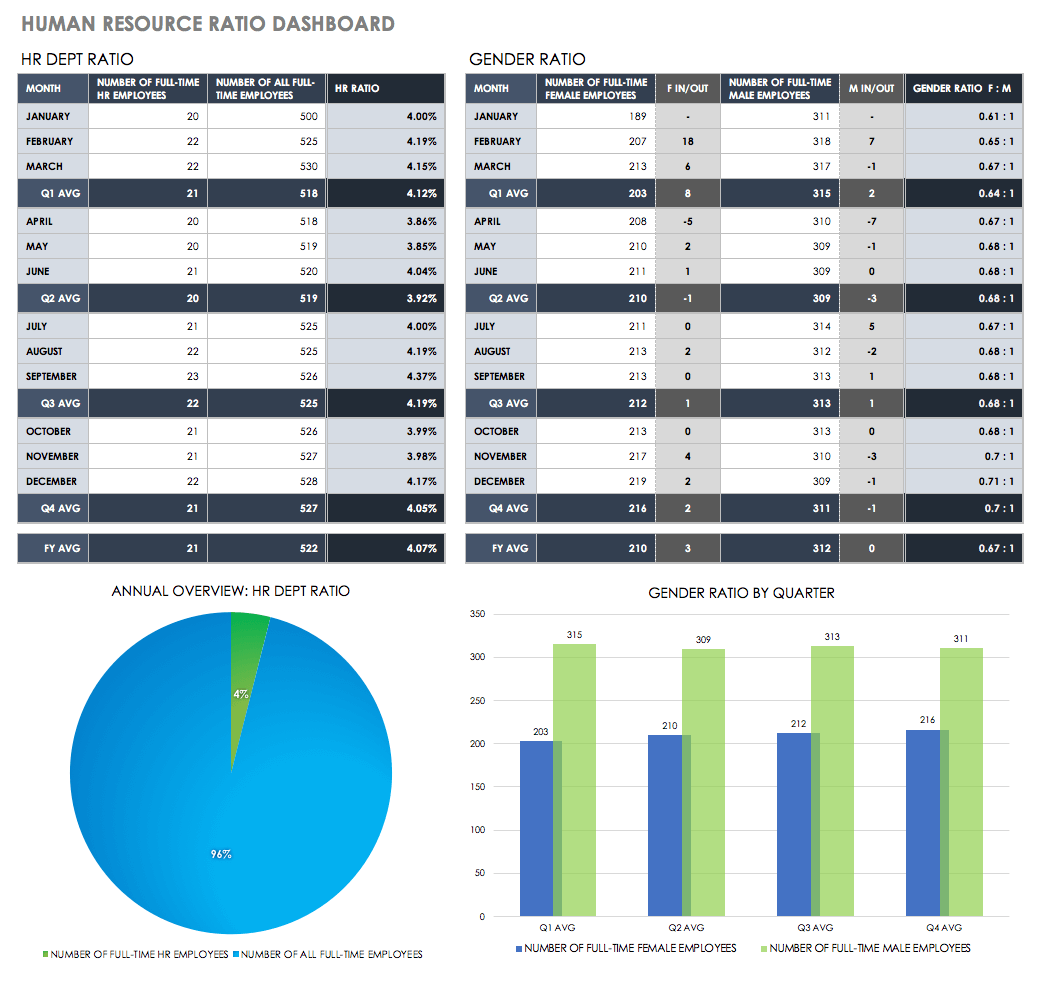 HUMAN RESOURCE RATIO DASHBOARD
HR DEPT RATIO
MONTH NUMBER OF FULL-TIME HR EMPLOYEES NUMBER OF ALL FULL-TIME EMPLOYEES HR RATIO
JANUARY 20 500 4.00%
FEBRUARY 22 525 4.19%
MARCH 22 530 4.15%
Q1 AVG 21 518 4.12%
APRIL 20 518 3.86%
MAY 20 519 3.85%
JUNE 21 520 4.04%
Q2 AVG 20 519 3.92%
JULY 21 525 4.00%
AUGUST 22 525 4.19%
SEPTEMBER 23 526 4.37%
Q3 AVG 22 525 4.19%
OCTOBER 21 526 3.99%
NOVEMBER 21 527 3.98%
DECEMBER 22 528 4.17%
Q4 AVG 21 527 4.05%
FY AVG 21 522 4.07%
GENDER RATIO
MONTH NUMBER OF FULL-TIME FEMALE EMPLOYEES F IN/OUT NUMBER OF FULL-TIME MALE EMPLOYEES M IN/OUT GENDER RATIO F : M
JANUARY 189 - 311 - 0.61 : 1
FEBRUARY 207 18 318 7 0.65 : 1
MARCH 213 6 317 -1 0.67 : 1
Q1 AVG 203 8 315 2 0.64 : 1
APRIL 208 -5 310 -7 0.67 : 1
MAY 210 2 309 -1 0.68 : 1
JUNE 211 1 309 0 0.68 : 1
Q2 AVG 210 -1 309 -3 0.68 : 1
JULY 211 0 314 5 0.67 : 1
AUGUST 213 2 312 -2 0.68 : 1
SEPTEMBER 213 0 313 1 0.68 : 1
Q3 AVG 212 1 313 1 0.68 : 1
OCTOBER 213 0 313 0 0.68 : 1
NOVEMBER 217 4 310 -3 0.7 : 1
DECEMBER 219 2 309 -1 0.71 : 1
Q4 AVG 216 2 311 -1 0.7 : 1
FY AVG 210 3 312 0 0.67 : 1
ANNUAL OVERVIEW: HR DEPT RATIO
4%
96%
NUMBER OF FULL-TIME HR EMPLOYEES NUMBER OF ALL FULL-TIME EMPLOYEES
GENDER RATIO BY QUARTER
350
315 309 313 311
300
250
203 210 212 216
200
150
100
50
0
Q1 AVG Q2 AVG Q3 AVG Q4 AVG
NUMBER OF FULL-TIME FEMALE EMPLOYEES NUMBER OF FULL-TIME MALE EMPLOYEES